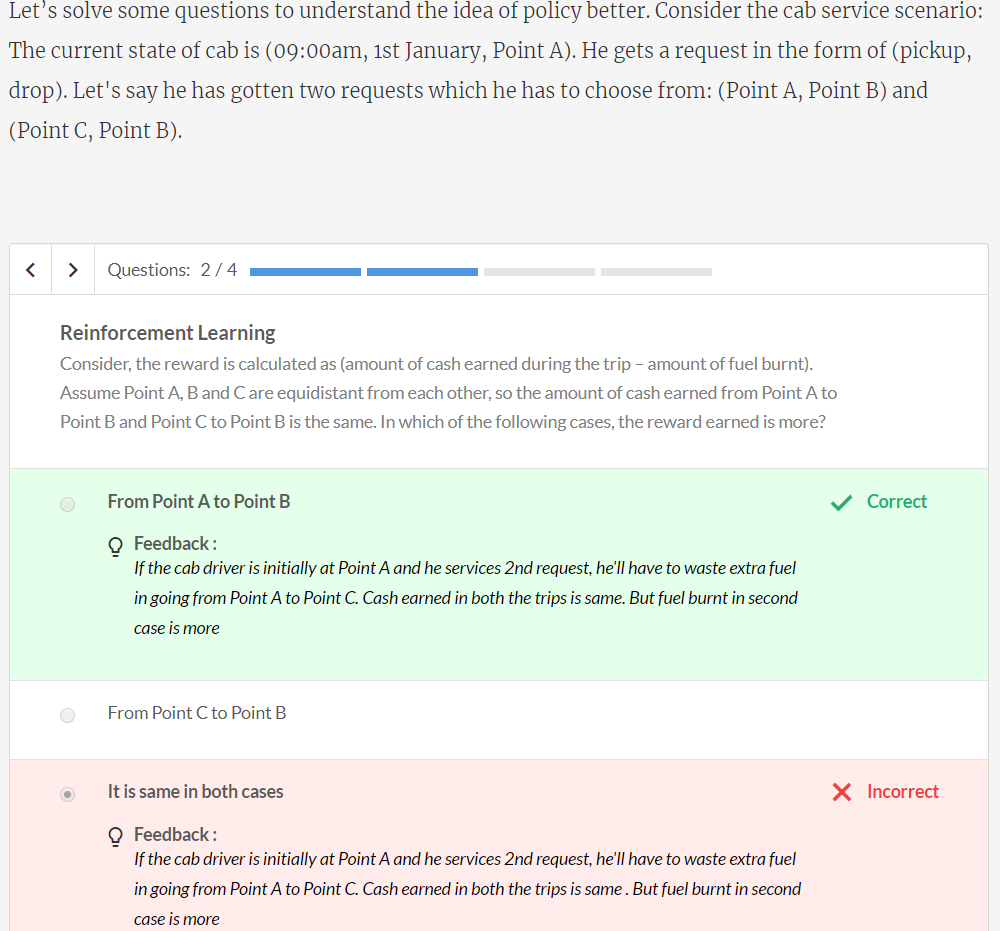 Let’s solve some questions to understand the idea of policy better. Consider the cab service scenario:
The current state of cab is (09:00am, 1st January, Point A). He gets a request in the form of (pickup,
drop). Let's say he has gotten two requests which he has to choose from: (Point A, Point B) and
(Point C, Point B).
Questions: 2 / 4
Reinforcement Learning
Consider, the reward is calculated as (amount of cash earned during the trip – amount of fuel burnt).
Assume Point A, B and C are equidistant from each other, so the amount of cash earned from Point A to
Point B and Point C to Point B is the same. In which of the following cases, the reward earned is more?
From Point A to Point B
Correct
Feedback :
If the cab driver is initially at Point A and he services 2nd request, he'll have to waste extra fuel
in going from Point A to Point C. Cash earned in both the trips is same. But fuel burnt in second
case is more
From Point C to Point B
It is same in both cases
Incorrect
Feedback :
If the cab driver is initially at Point A and he services 2nd request, he'll have to waste extra fuel
in going from Point A to Point C. Cash earned in both the trips is same . But fuel burnt in second
case is more